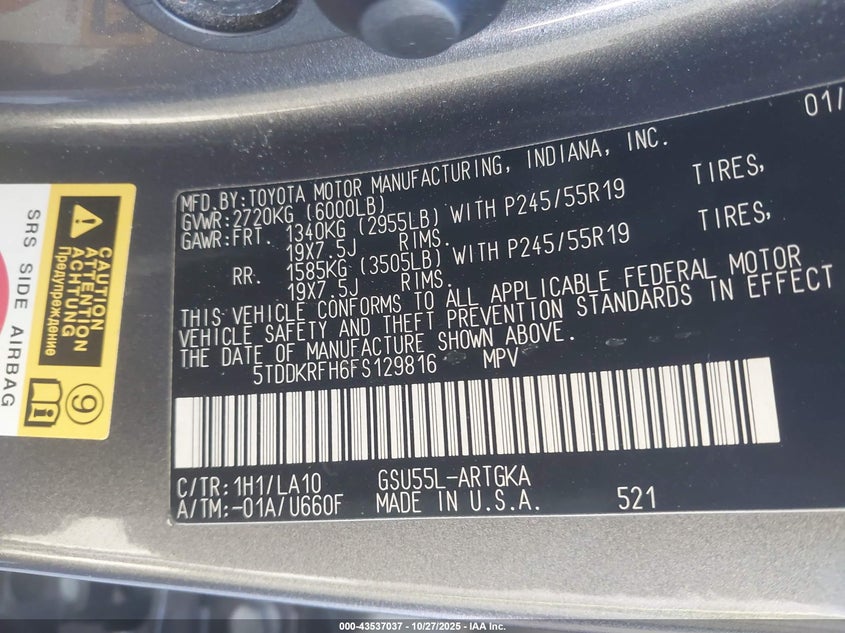 01/
MFD.BY:TOYOTA MOTOR MANUFACTURING, INDIANA, INC.
GVWR:2720KG (6000LB)
GAWR:FRT. 1340KG (2955LB) WITH P245/55R19 TIRES,
19X7.5J RIMS.
RR. 1585KG (3505LB) WITH P245/55R19 TIRES,
19X7.5J RIMS.
THIS VEHICLE CONFORMS TO ALL APPLICABLE FEDERAL MOTOR
VEHICLE SAFETY AND THEFT PREVENTION STANDARDS IN EFFECT
THE DATE OF MANUFACTURE SHOWN ABOVE.
5TDDKRFH6FS129816 MPV
C/TR:1H1/LA10 GSU55L-ARTGKA
A/TM:-01A/U660F MADE IN U.S.A. 521
SRS SIDE AIRBAG
CAUTION
ATTENTION
ACHTUNG
Предупреждение
9
000-43537037 - 10/27/2025 - IAA Inc.